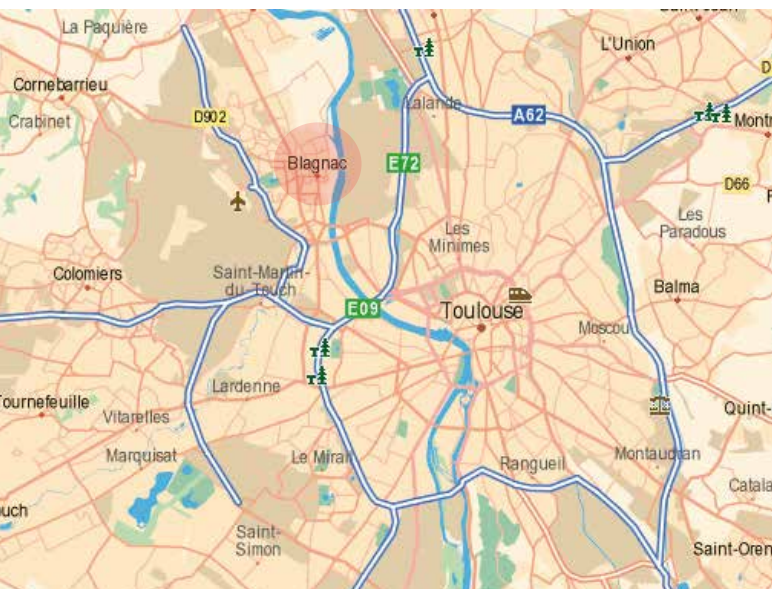 La Paquière
L'Union
Cornebarrieu
Lalande
D902
A62
Crabinet
Montr
Blagnac
E72
D66
Les
Paradous
Les
Minimes
Colomiers
Saint-Martin-
du-Touch
Balma
E09
Toulouse
Moscou
Lardenne
Tournefeuille
Vitarelles
Quint-
Marquisat
Le Mirail
Rangueil
Montaudran
Catala
ouch
Saint-
Simon
Saint-Oren